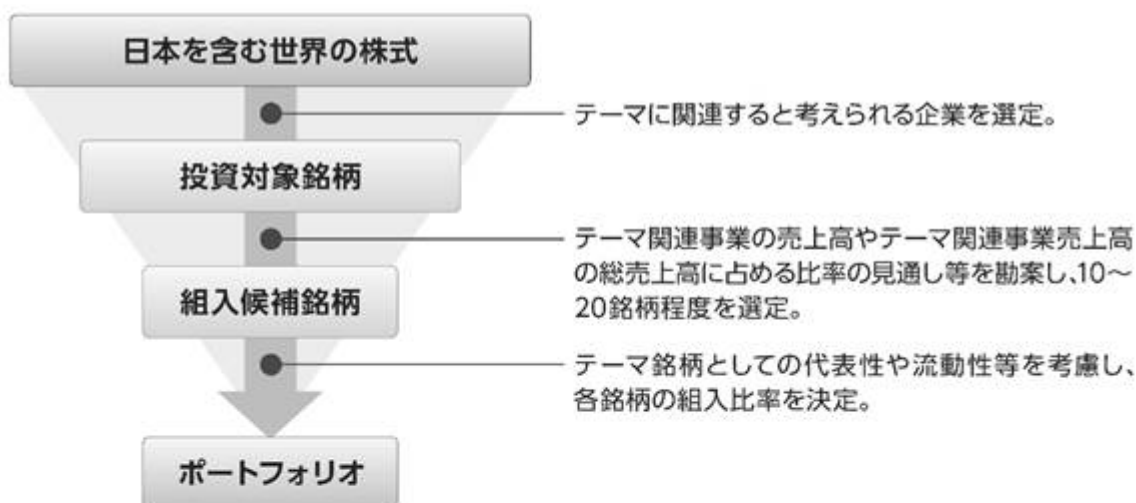 日本を含む世界の株式
テーマに関連すると考えられる企業を選定。
投資対象銘柄
テーマ関連事業の売上高やテーマ関連事業売上高
の総売上高に占める比率の見通し等を勘案し、10～
20銘柄程度を選定。
組入候補銘柄
テーマ銘柄としての代表性や流動性等を考慮し、
各銘柄の組入比率を決定。
ポートフォリオ